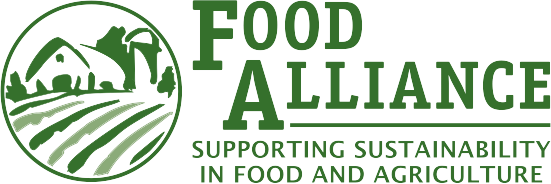 FOOD
ALLIANCE
SUPPORTING SUSTAINABILITY
IN FOOD AND AGRICULTURE